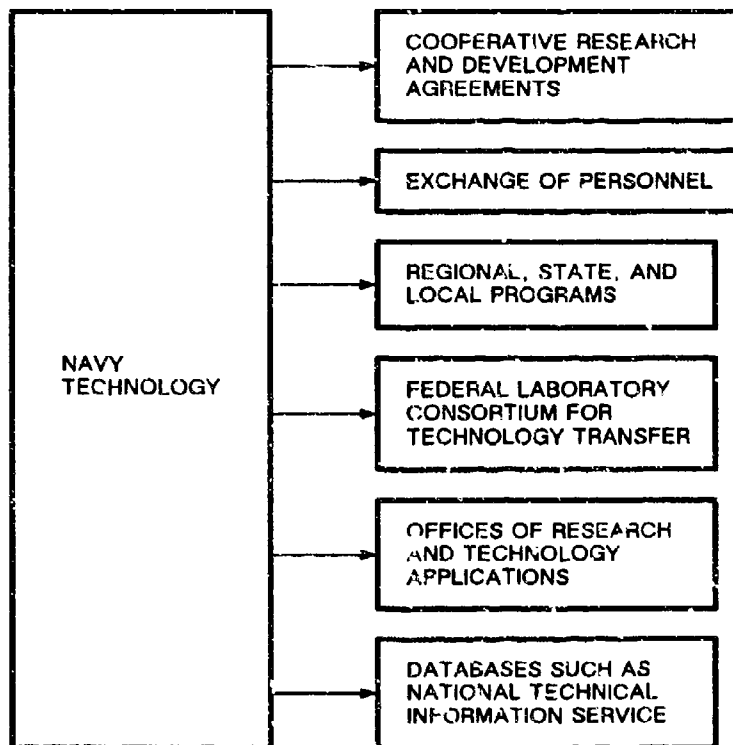 COOPERATIVE RESEARCH
AND DEVELOPMENT
AGREEMENTS
EXCHANGE OF PERSONNEL
REGIONAL, STATE, AND
LOCAL PROGRAMS
NAVY
TECHNOLOGY
FEDERAL LABORATORY
CONSORTIUM FOR
TECHNOLOGY TRANSFER
OFFICES OF RESEARCH
AND TECHNOLOGY
APPLICATIONS
DATABASES SUCH AS
NATIONAL TECHNICAL
INFORMATION SERVICE